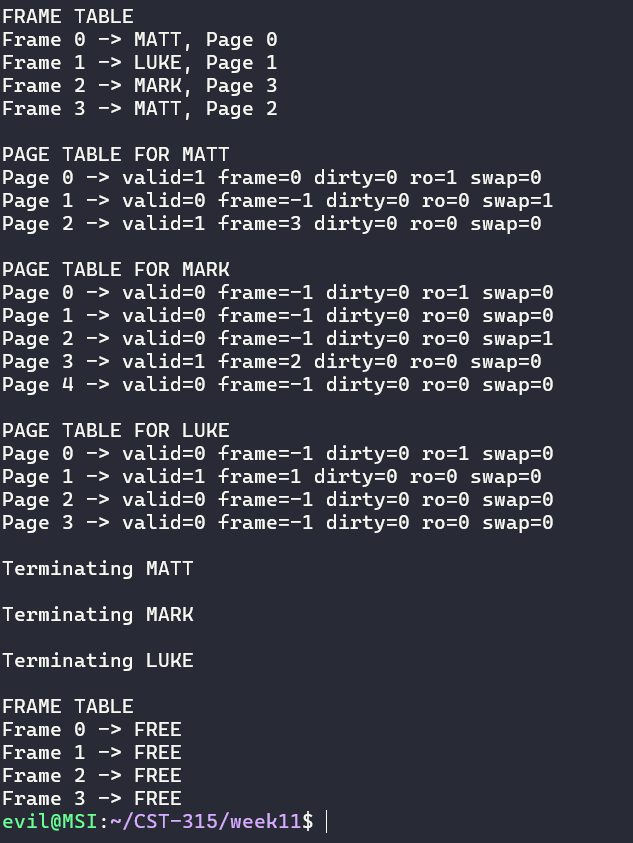 FRAME TABLE
Frame 0 -> MATT, Page 0
Frame 1 -> LUKE, Page 1
Frame 2 -> MARK, Page 3
Frame 3 -> MATT, Page 2

PAGE TABLE FOR MATT
Page 0 -> valid=1 frame=0 dirty=0 ro=1 swap=0
Page 1 -> valid=0 frame=-1 dirty=0 ro=0 swap=1
Page 2 -> valid=1 frame=3 dirty=0 ro=0 swap=0

PAGE TABLE FOR MARK
Page 0 -> valid=0 frame=-1 dirty=0 ro=1 swap=0
Page 1 -> valid=0 frame=-1 dirty=0 ro=0 swap=0
Page 2 -> valid=0 frame=-1 dirty=0 ro=0 swap=1
Page 3 -> valid=1 frame=2 dirty=0 ro=0 swap=0
Page 4 -> valid=0 frame=-1 dirty=0 ro=0 swap=0

PAGE TABLE FOR LUKE
Page 0 -> valid=0 frame=-1 dirty=0 ro=1 swap=0
Page 1 -> valid=1 frame=1 dirty=0 ro=0 swap=0
Page 2 -> valid=0 frame=-1 dirty=0 ro=0 swap=0
Page 3 -> valid=0 frame=-1 dirty=0 ro=0 swap=0

Terminating MATT

Terminating MARK

Terminating LUKE

FRAME TABLE
Frame 0 -> FREE
Frame 1 -> FREE
Frame 2 -> FREE
Frame 3 -> FREE
evil@MSI:~/CST-315/week11$